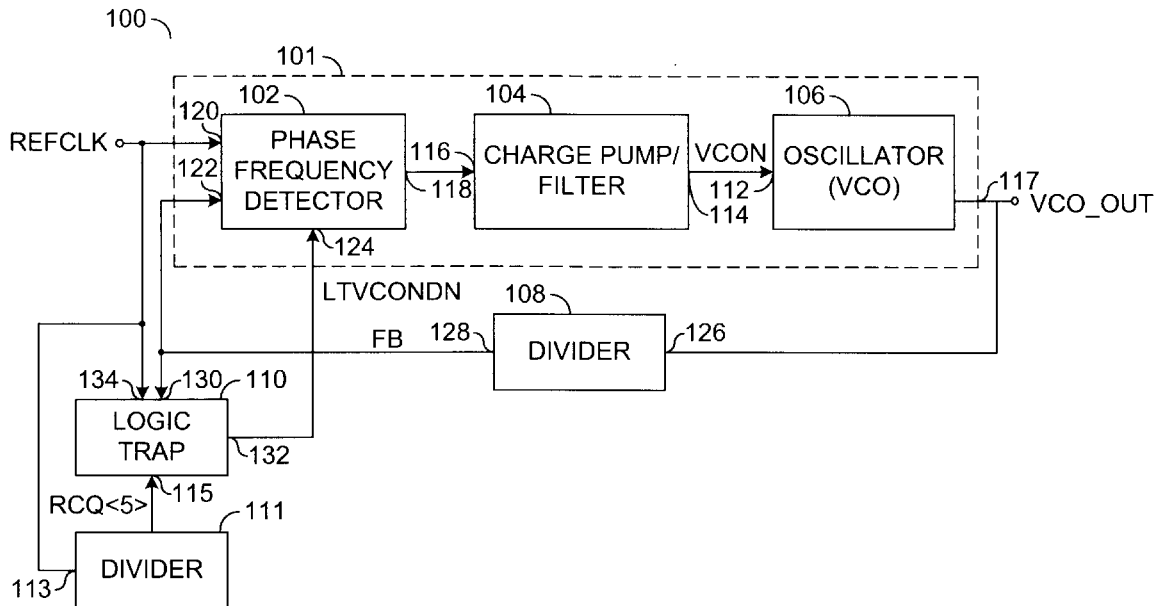 100
101
102
104
106
REFCLK
120
122
PHASE
FREQUENCY
DETECTOR
116
118
CHARGE PUMP/
FILTER
VCON
112
114
OSCILLATOR
(VCO)
117
VCO_OUT
124
LTVCONDN
108
FB
128
DIVIDER
126
134
130
110
LOGIC
TRAP
132
RCQ<5>
115
111
DIVIDER
113